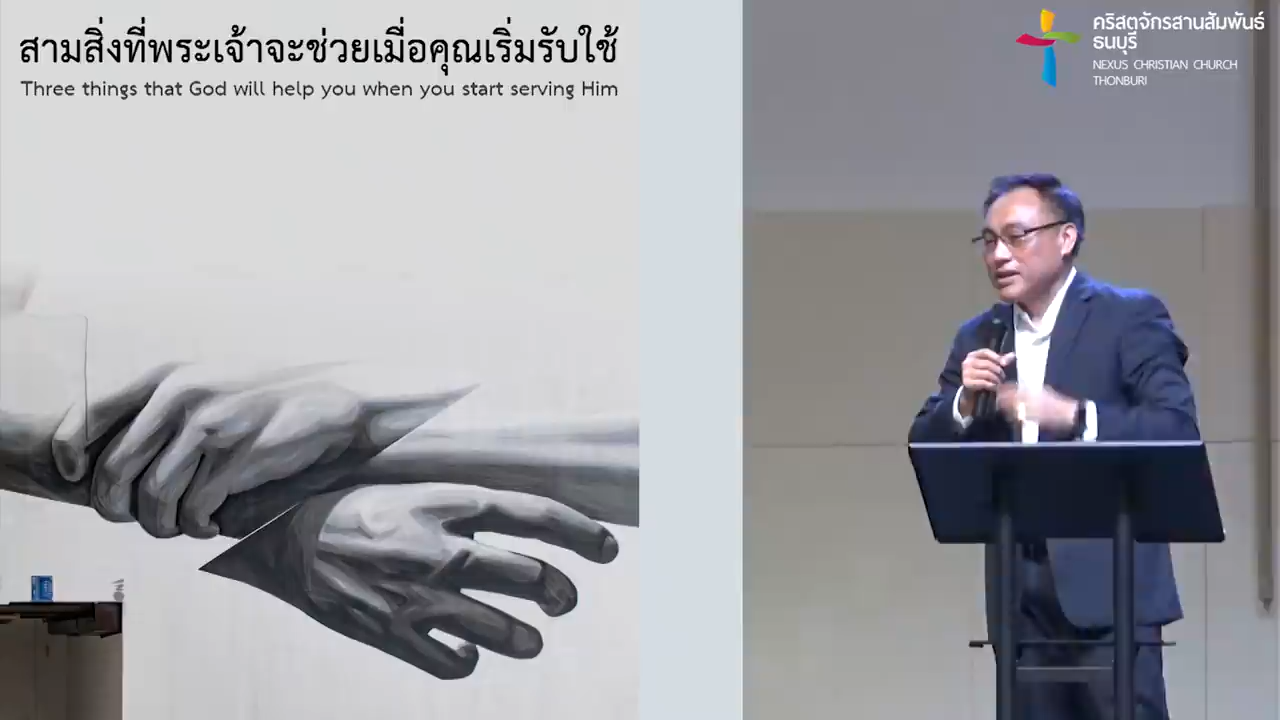 สามสิ่งที่พระเจ้าจะช่วยเมื่อคุณเริ่มรับใช้
Three things that God will help you when you start serving Him
คริสตจักรสานสัมพันธ์
ธนบุรี
NEXUS CHRISTIAN CHURCH
THONBURI